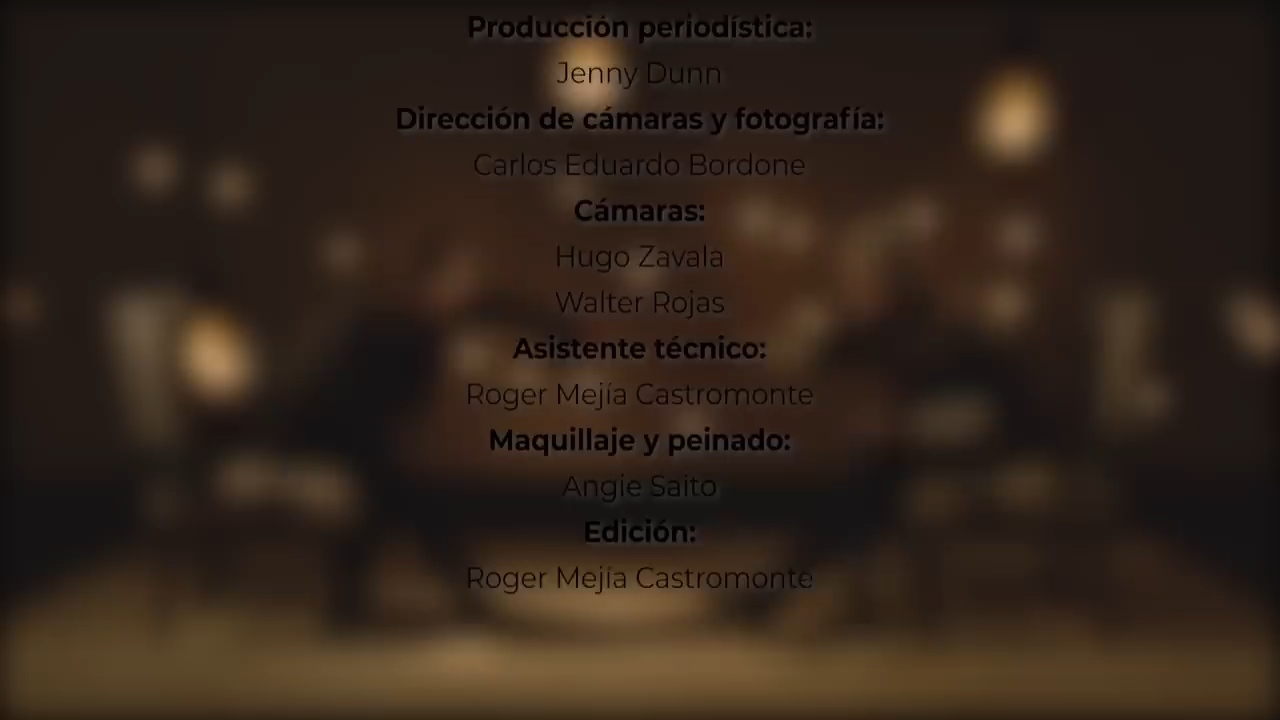 Producción periodística:
Jenny Dunn
Dirección de cámaras y fotografía:
Carlos Eduardo Bordone
Cámaras:
Hugo Zavala
Walter Rojas
Asistente técnico:
Roger Mejía Castromonte
Maquillaje y peinado:
Angie Saito
Edición:
Roger Mejía Castromonte